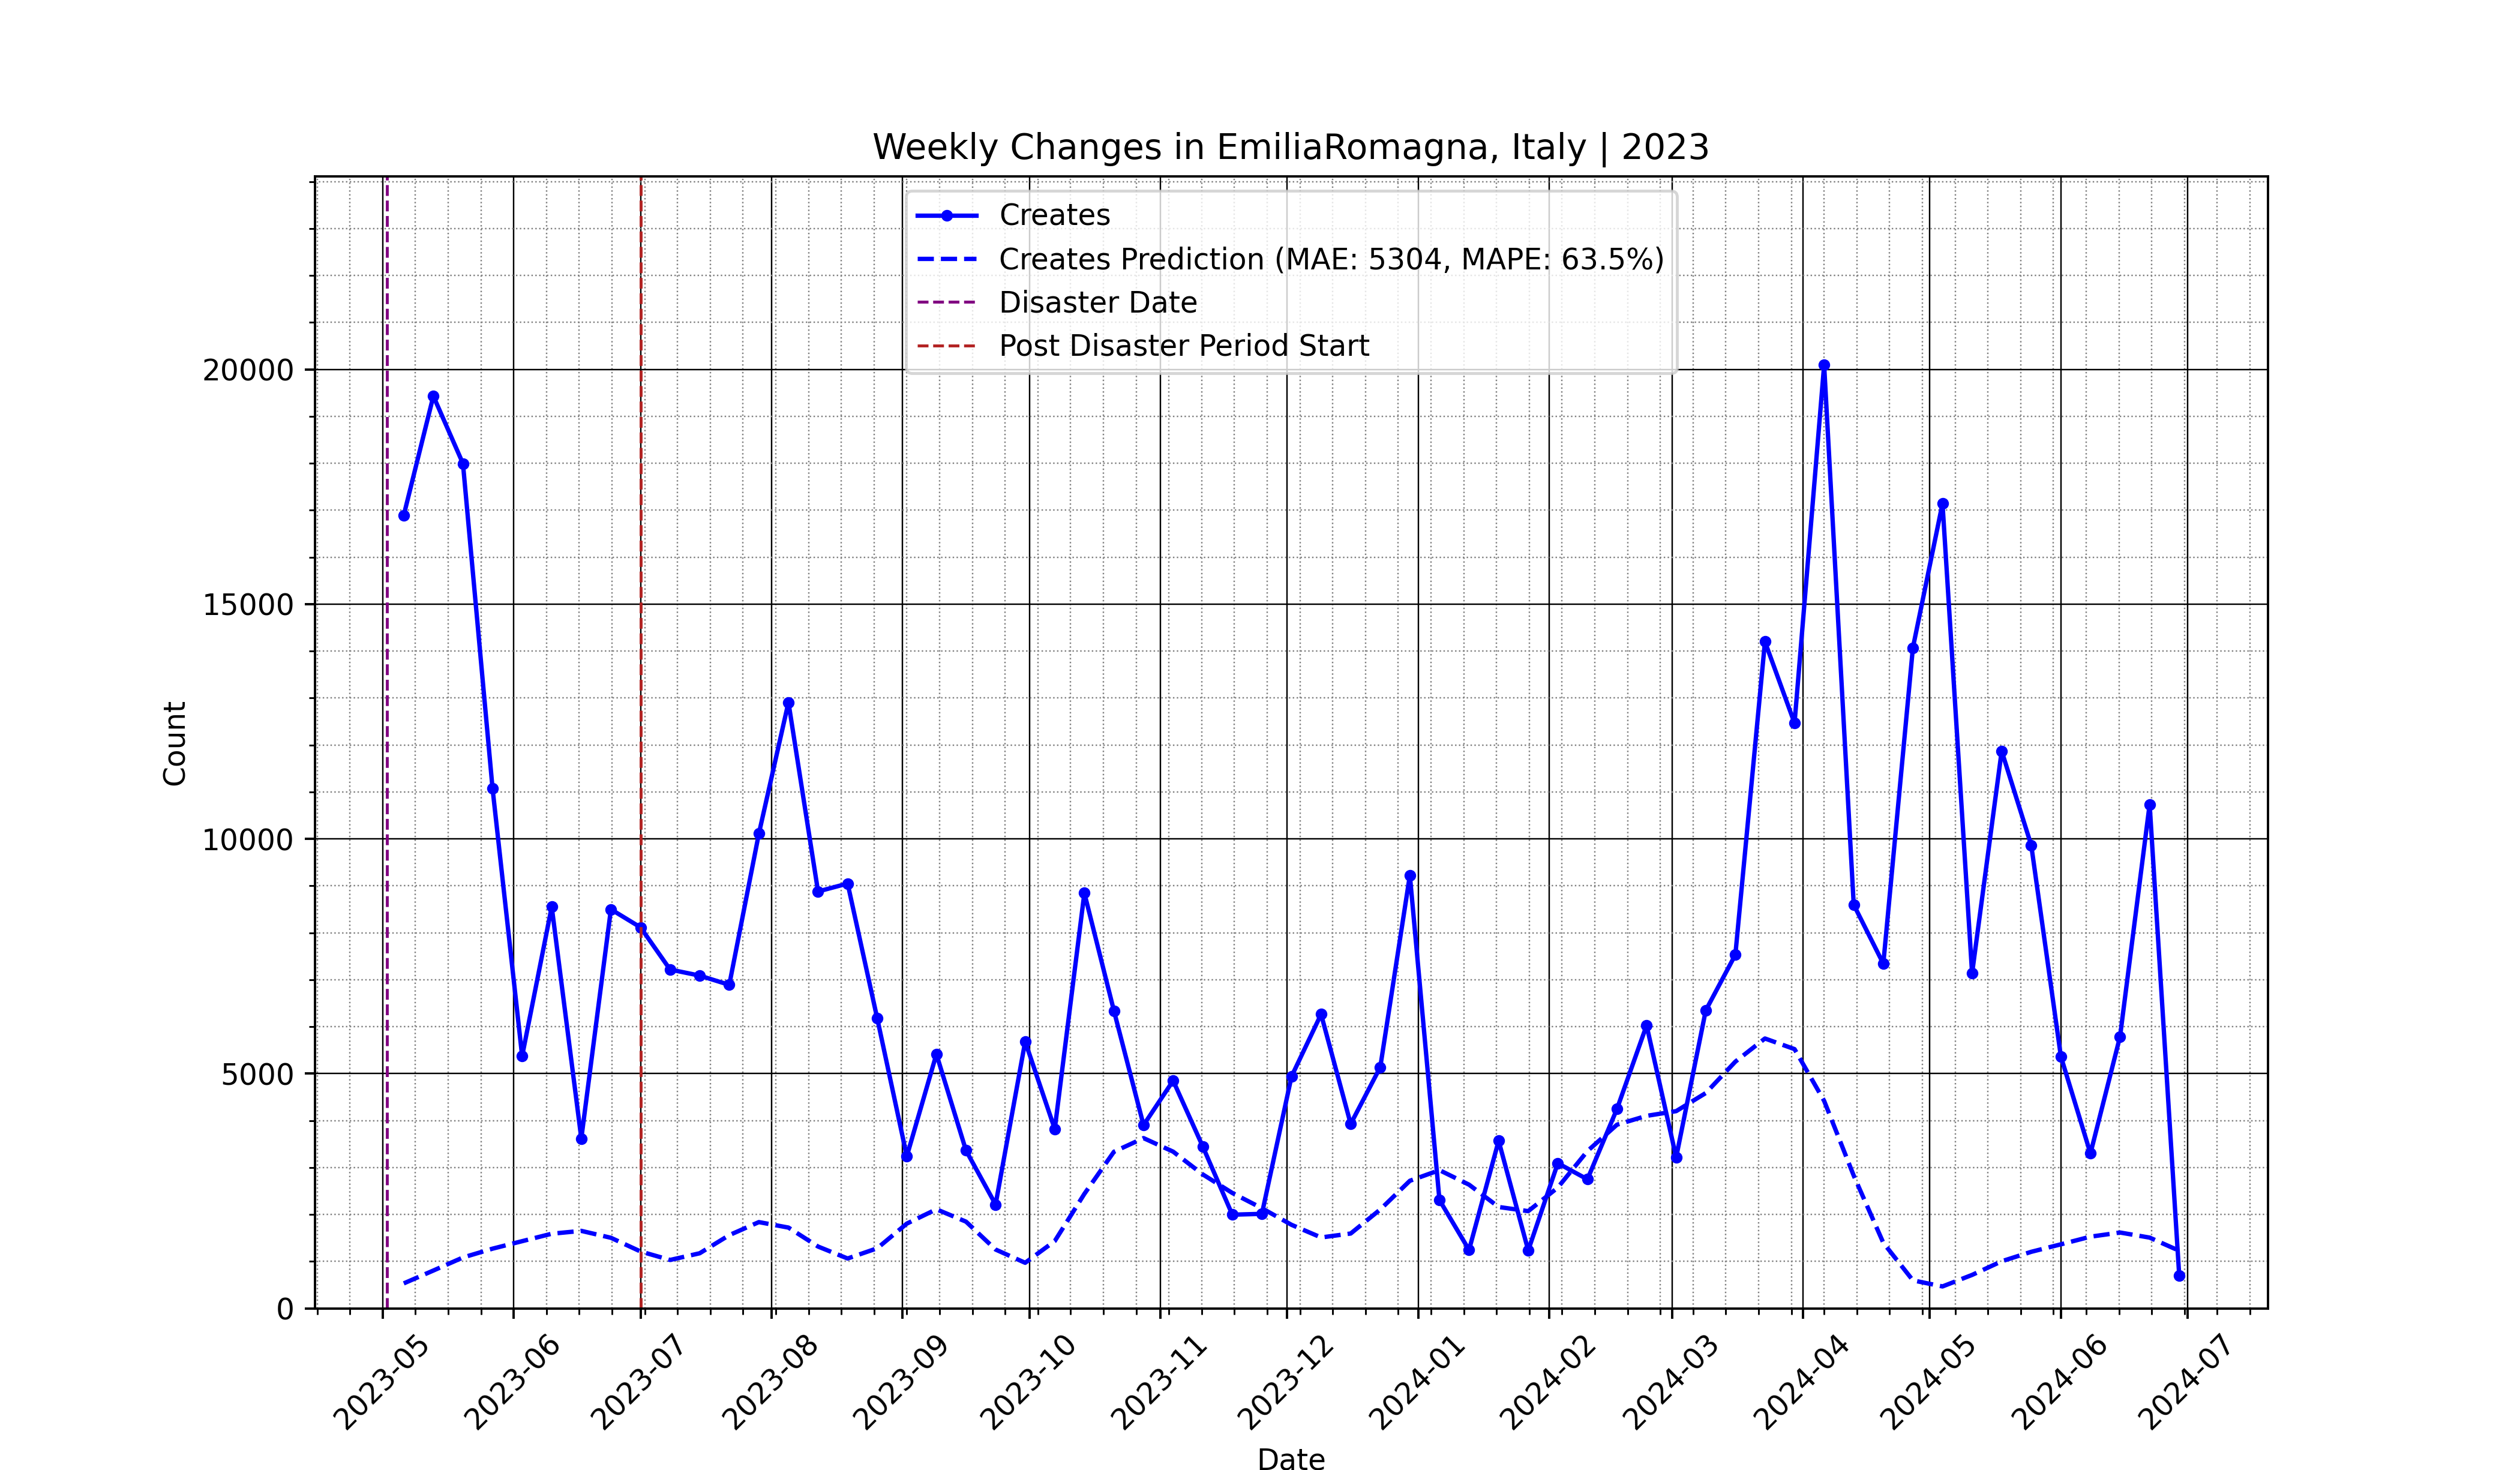 Weekly Changes in EmiliaRomagna, Italy | 2023
Creates
Creates Prediction (MAE: 5304, MAPE: 63.5%)
Disaster Date
Post Disaster Period Start
20000
15000
10000
5000
0
Count
2023-05
2023-06
2023-07
2023-08
2023-09
2023-10
2023-11
2023-12
2024-01
2024-02
2024-03
2024-04
2024-05
2024-06
2024-07
Date